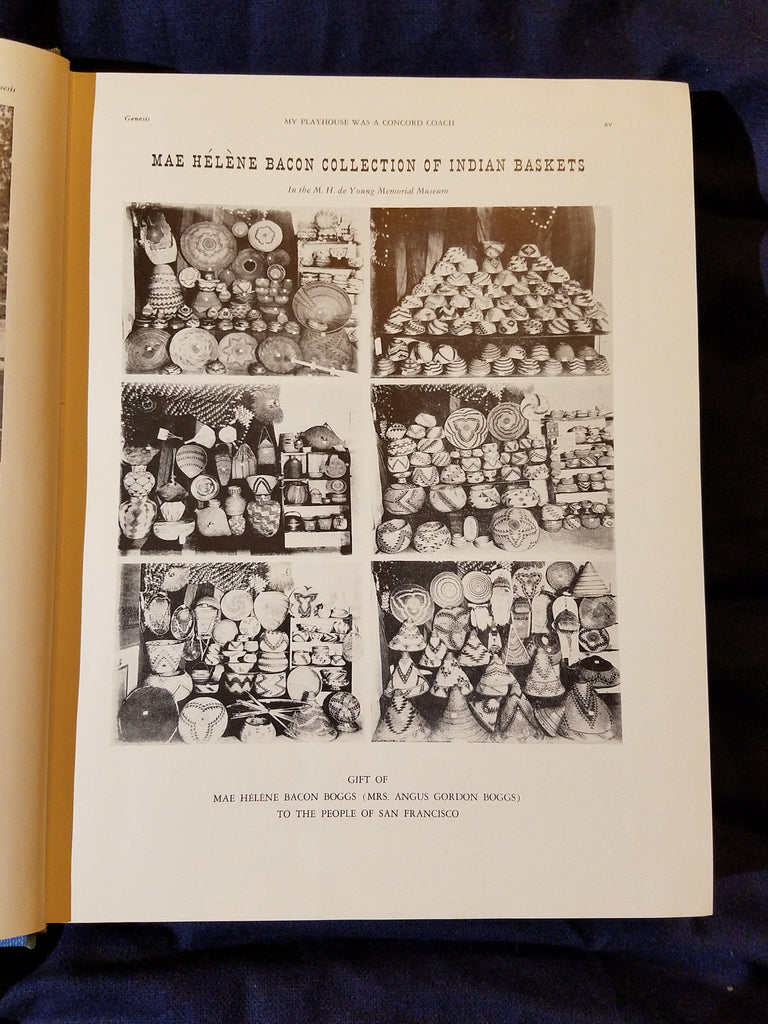 Genesis
MY PLAYHOUSE WAS A CONCORD COACH
xv
MAE HÉLÈNE BACON COLLECTION OF INDIAN BASKETS
In the M. H. de Young Memorial Museum
GIFT OF
MAE HÉLÈNE BACON BOGGS (MRS. ANGUS GORDON BOGGS)
TO THE PEOPLE OF SAN FRANCISCO